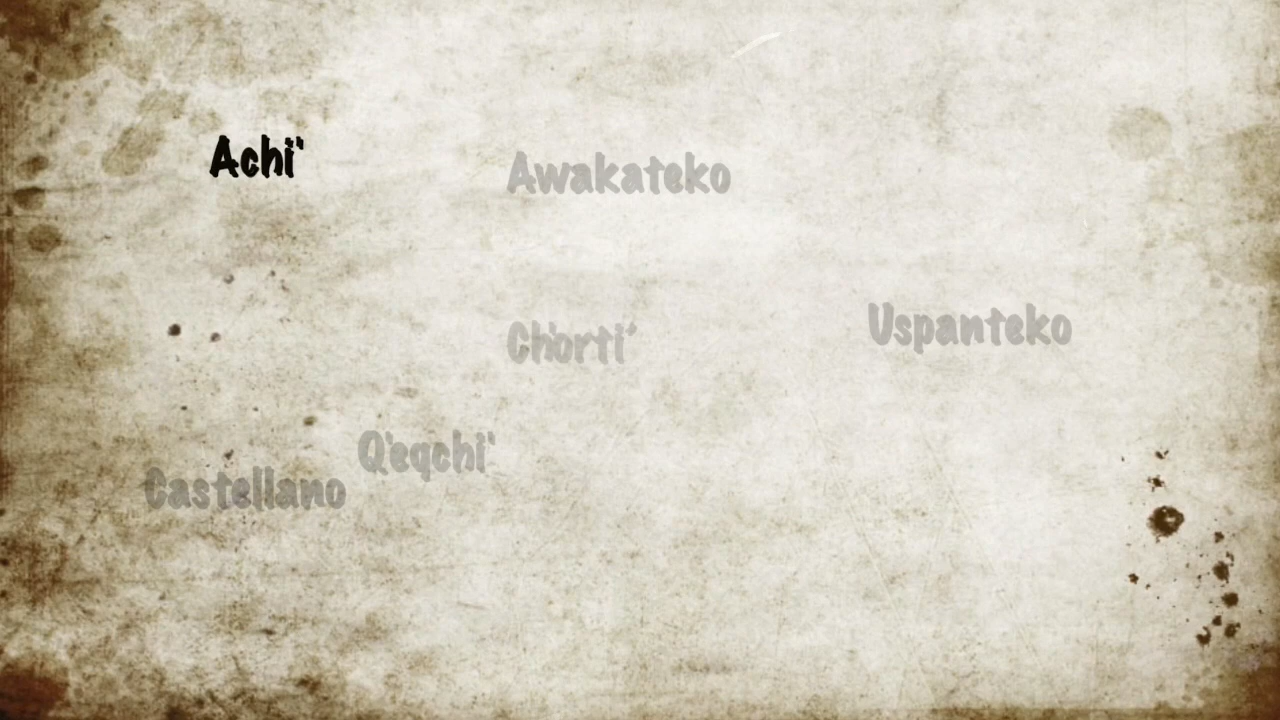 Achi'
Awakateko
Ch'orti'
Uspanteko
Q'eqchi'
Castellano